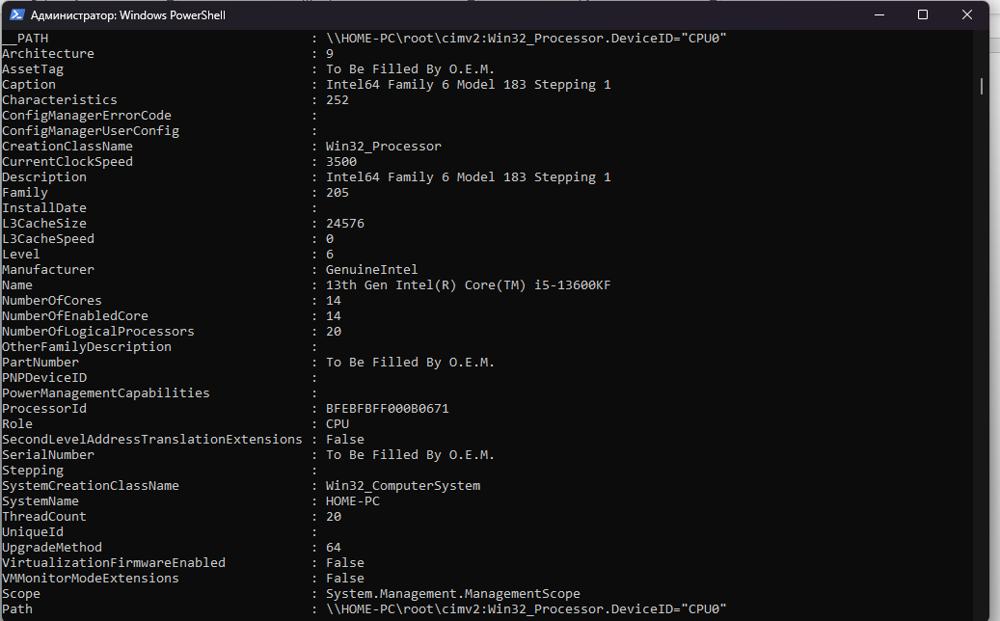 Администратор: Windows PowerShell
__PATH : \\HOME-PC\root\cimv2:Win32_Processor.DeviceID="CPU0"
Architecture : 9
AssetTag : To Be Filled By O.E.M.
Caption : Intel64 Family 6 Model 183 Stepping 1
Characteristics : 252
ConfigManagerErrorCode :
ConfigManagerUserConfig :
CreationClassName : Win32_Processor
CurrentClockSpeed : 3500
Description : Intel64 Family 6 Model 183 Stepping 1
Family : 205
InstallDate :
L3CacheSize : 24576
L3CacheSpeed : 0
Level : 6
Manufacturer : GenuineIntel
Name : 13th Gen Intel(R) Core(TM) i5-13600KF
NumberOfCores : 14
NumberOfEnabledCore : 14
NumberOfLogicalProcessors : 20
OtherFamilyDescription :
PartNumber : To Be Filled By O.E.M.
PNPDeviceID :
PowerManagementCapabilities :
ProcessorId : BFEBFBFF000B0671
Role : CPU
SecondLevelAddressTranslationExtensions : False
SerialNumber : To Be Filled By O.E.M.
Stepping :
SystemCreationClassName : Win32_ComputerSystem
SystemName : HOME-PC
ThreadCount : 20
UniqueId :
UpgradeMethod : 64
VirtualizationFirmwareEnabled : False
VMMonitorModeExtensions : False
Scope : System.Management.ManagementScope
Path : \\HOME-PC\root\cimv2:Win32_Processor.DeviceID="CPU0"